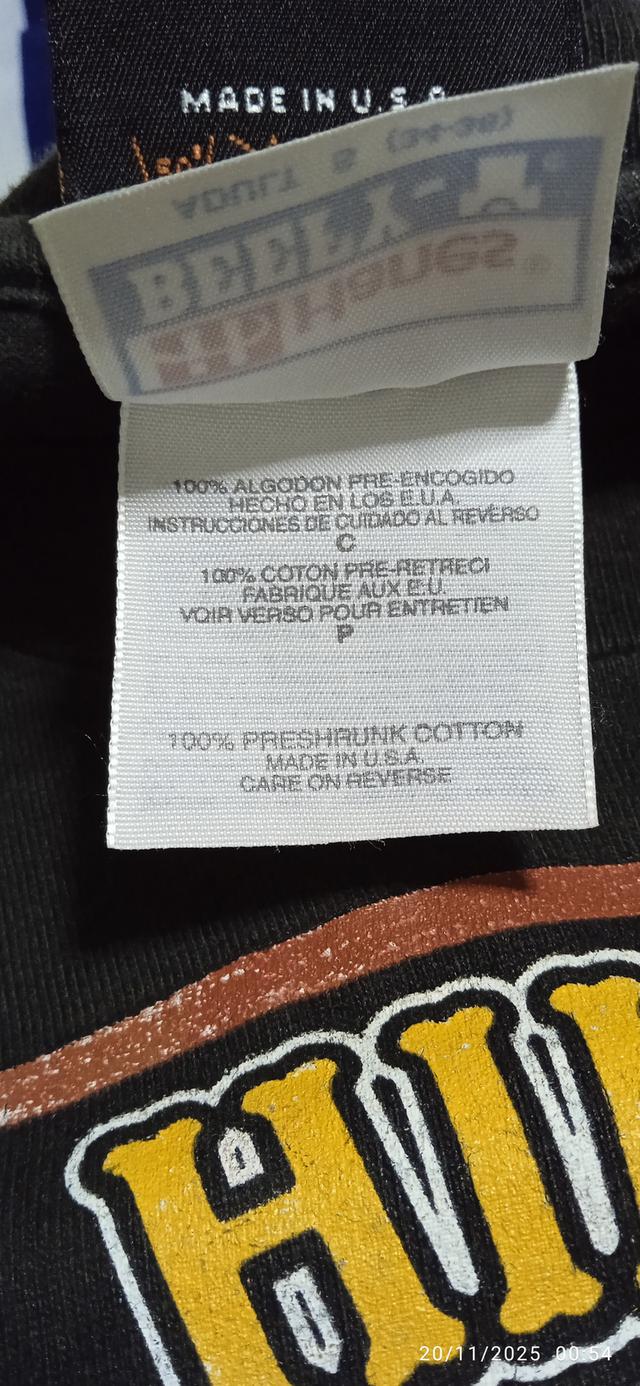 MADE IN U.S.A.
ADULT S (34-36)
BEEFY-T
Hanes
100% ALGODON PRE-ENCOGIDO
HECHO EN LOS E.U.A.
INSTRUCCIONES DE CUIDADO AL REVERSO
C
100% COTON PRE-RETRECI
FABRIQUE AUX E.U.
VOIR VERSO POUR ENTRETIEN
P
100% PRESHRUNK COTTON
MADE IN U.S.A.
CARE ON REVERSE
20/11/2025 00:54